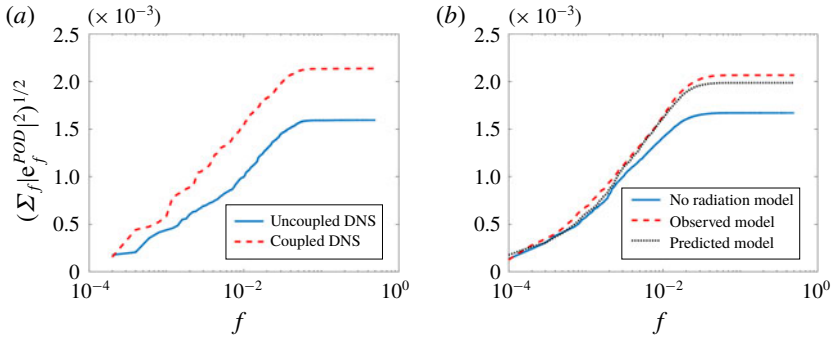 (a)
(× 10⁻³)
(Σ_f|e_f^{POD}|²)^{1/2}
2.5
2.0
1.5
1.0
0.5
0
10⁻⁴
10⁻²
10⁰
f
Uncoupled DNS
Coupled DNS
(b)
(× 10⁻³)
2.5
2.0
1.5
1.0
0.5
0
10⁻⁴
10⁻²
10⁰
f
No radiation model
Observed model
Predicted model